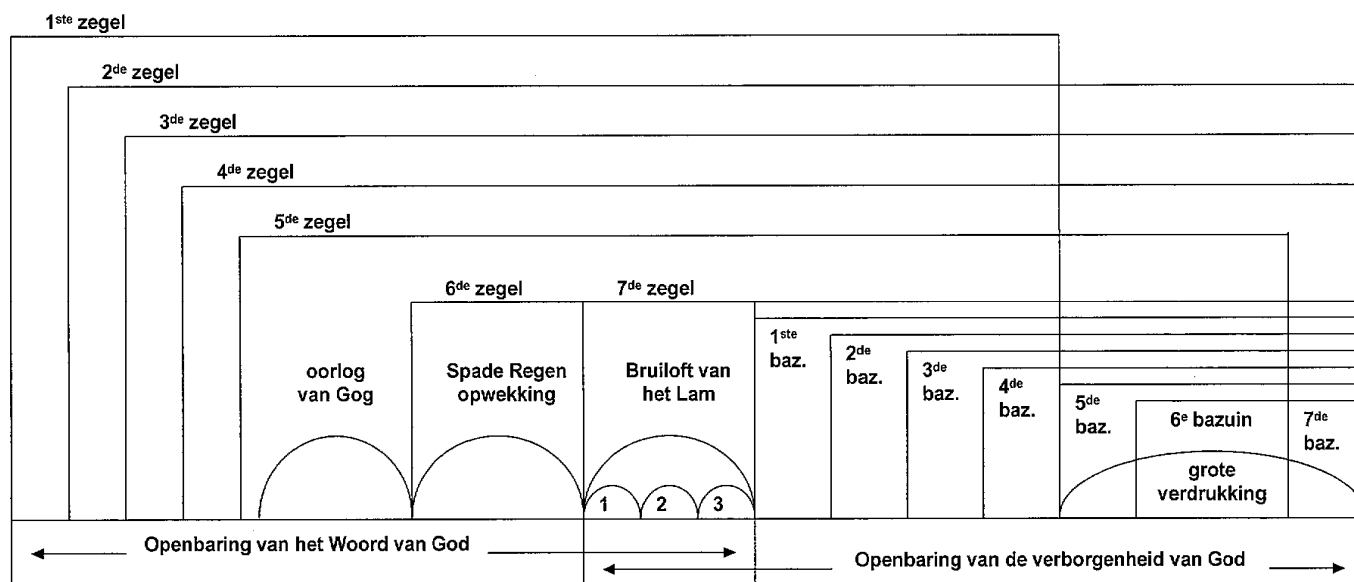 1ste zegel
2de zegel
3de zegel
4de zegel
5de zegel
6de zegel
7de zegel
oorlog
van Gog
Spade Regen
opwekking
Bruiloft van
het Lam
1
2
3
1ste
baz.
2de
baz.
3de
baz.
4de
baz.
5de
baz.
6e bazuin
7de
baz.
grote
verdrukking
Openbaring van het Woord van God
Openbaring van de verborgenheid van God